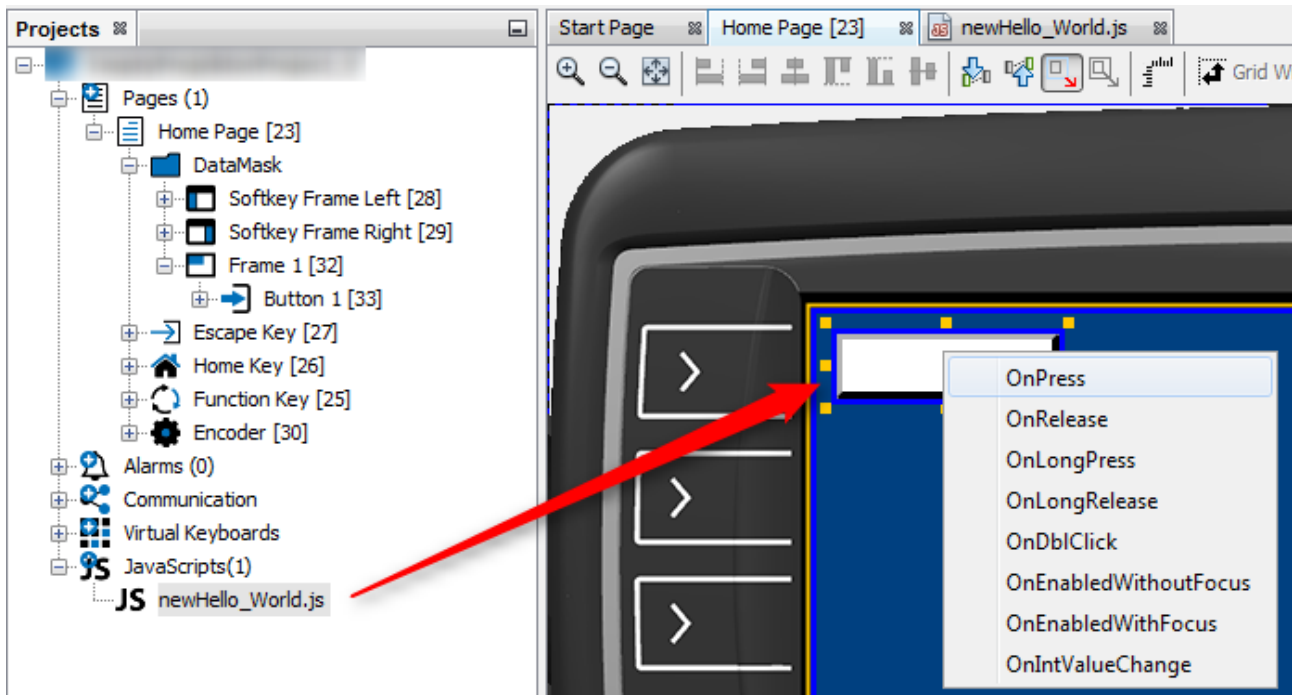 Projects
Pages (1)
Home Page [23]
DataMask
Softkey Frame Left [28]
Softkey Frame Right [29]
Frame 1 [32]
Button 1 [33]
Escape Key [27]
Home Key [26]
Function Key [25]
Encoder [30]
Alarms (0)
Communication
Virtual Keyboards
JavaScripts(1)
JS newHello_World.js
Start Page Home Page [23] newHello_World.js
Grid W
OnPress
OnRelease
OnLongPress
OnLongRelease
OnDblClick
OnEnabledWithoutFocus
OnEnabledWithFocus
OnIntValueChange